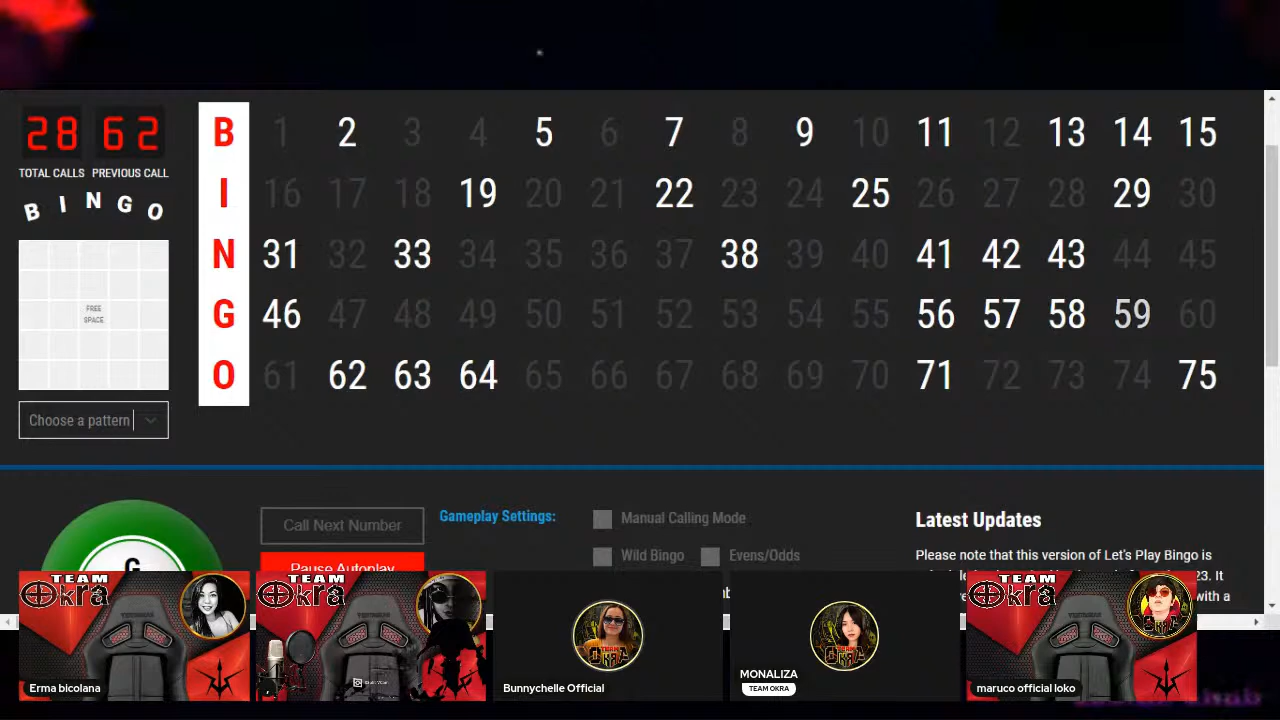 28 62
TOTAL CALLS PREVIOUS CALL
BINGO
FREE
SPACE
Choose a pattern
B 1 2 3 4 5 6 7 8 9 10 11 12 13 14 15
I 16 17 18 19 20 21 22 23 24 25 26 27 28 29 30
N 31 32 33 34 35 36 37 38 39 40 41 42 43 44 45
G 46 47 48 49 50 51 52 53 54 55 56 57 58 59 60
O 61 62 63 64 65 66 67 68 69 70 71 72 73 74 75
G
Call Next Number
Pause Autoplay
Gameplay Settings:
Manual Calling Mode
Wild Bingo Evens/Odds
Latest Updates
Please note that this version of Let's Play Bingo is
23. It
with a
TEAM
Okra
Erma bicolana
TEAM
Okra
Bunnychelle Official
MONALIZA
TEAM OKRA
TEAM
Okra
maruco official loko